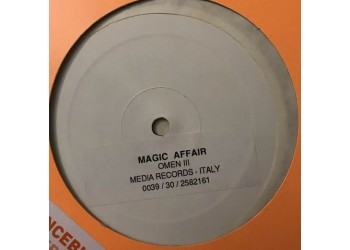 MAGIC AFFAIR
OMEN III
MEDIA RECORDS - ITALY
0039 / 30 / 2582161